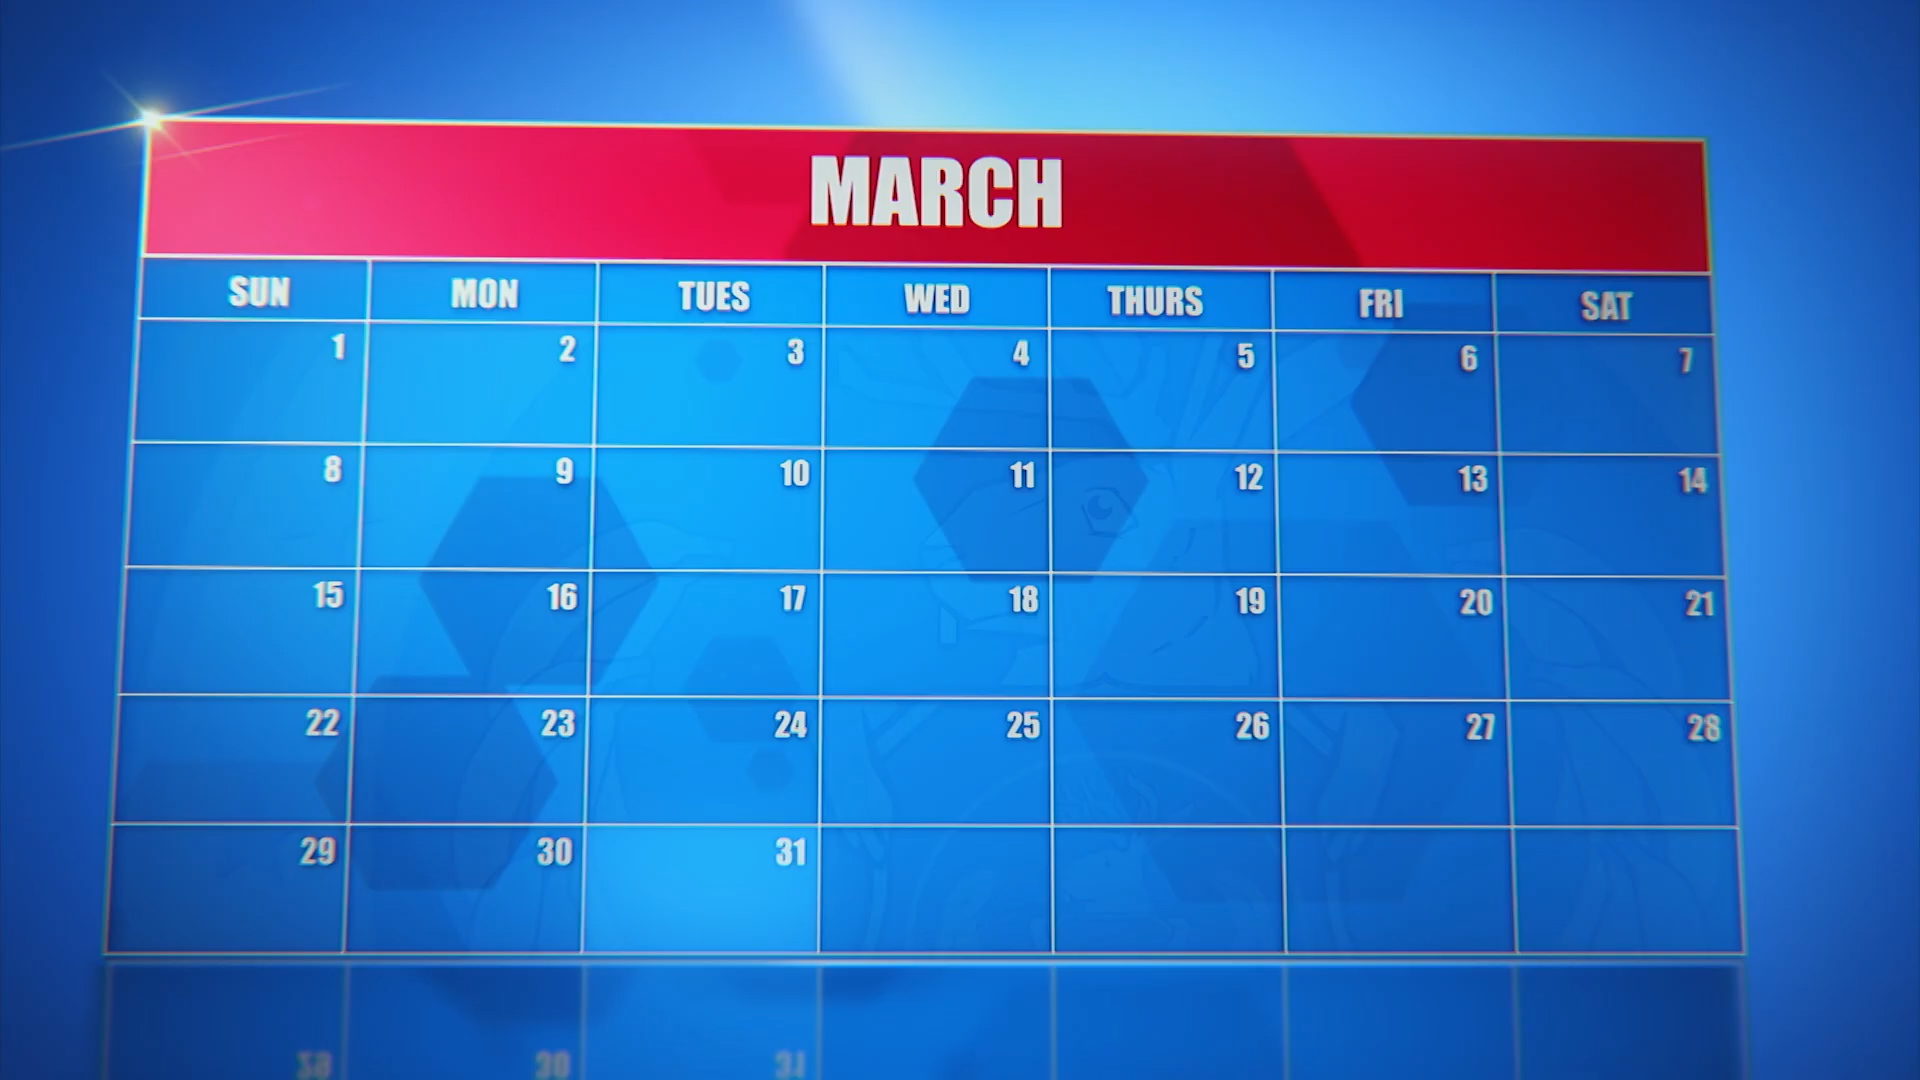 MARCH
SUN MON TUES WED THURS FRI SAT
1 2 3 4 5 6 7
8 9 10 11 12 13 14
15 16 17 18 19 20 21
22 23 24 25 26 27 28
29 30 31